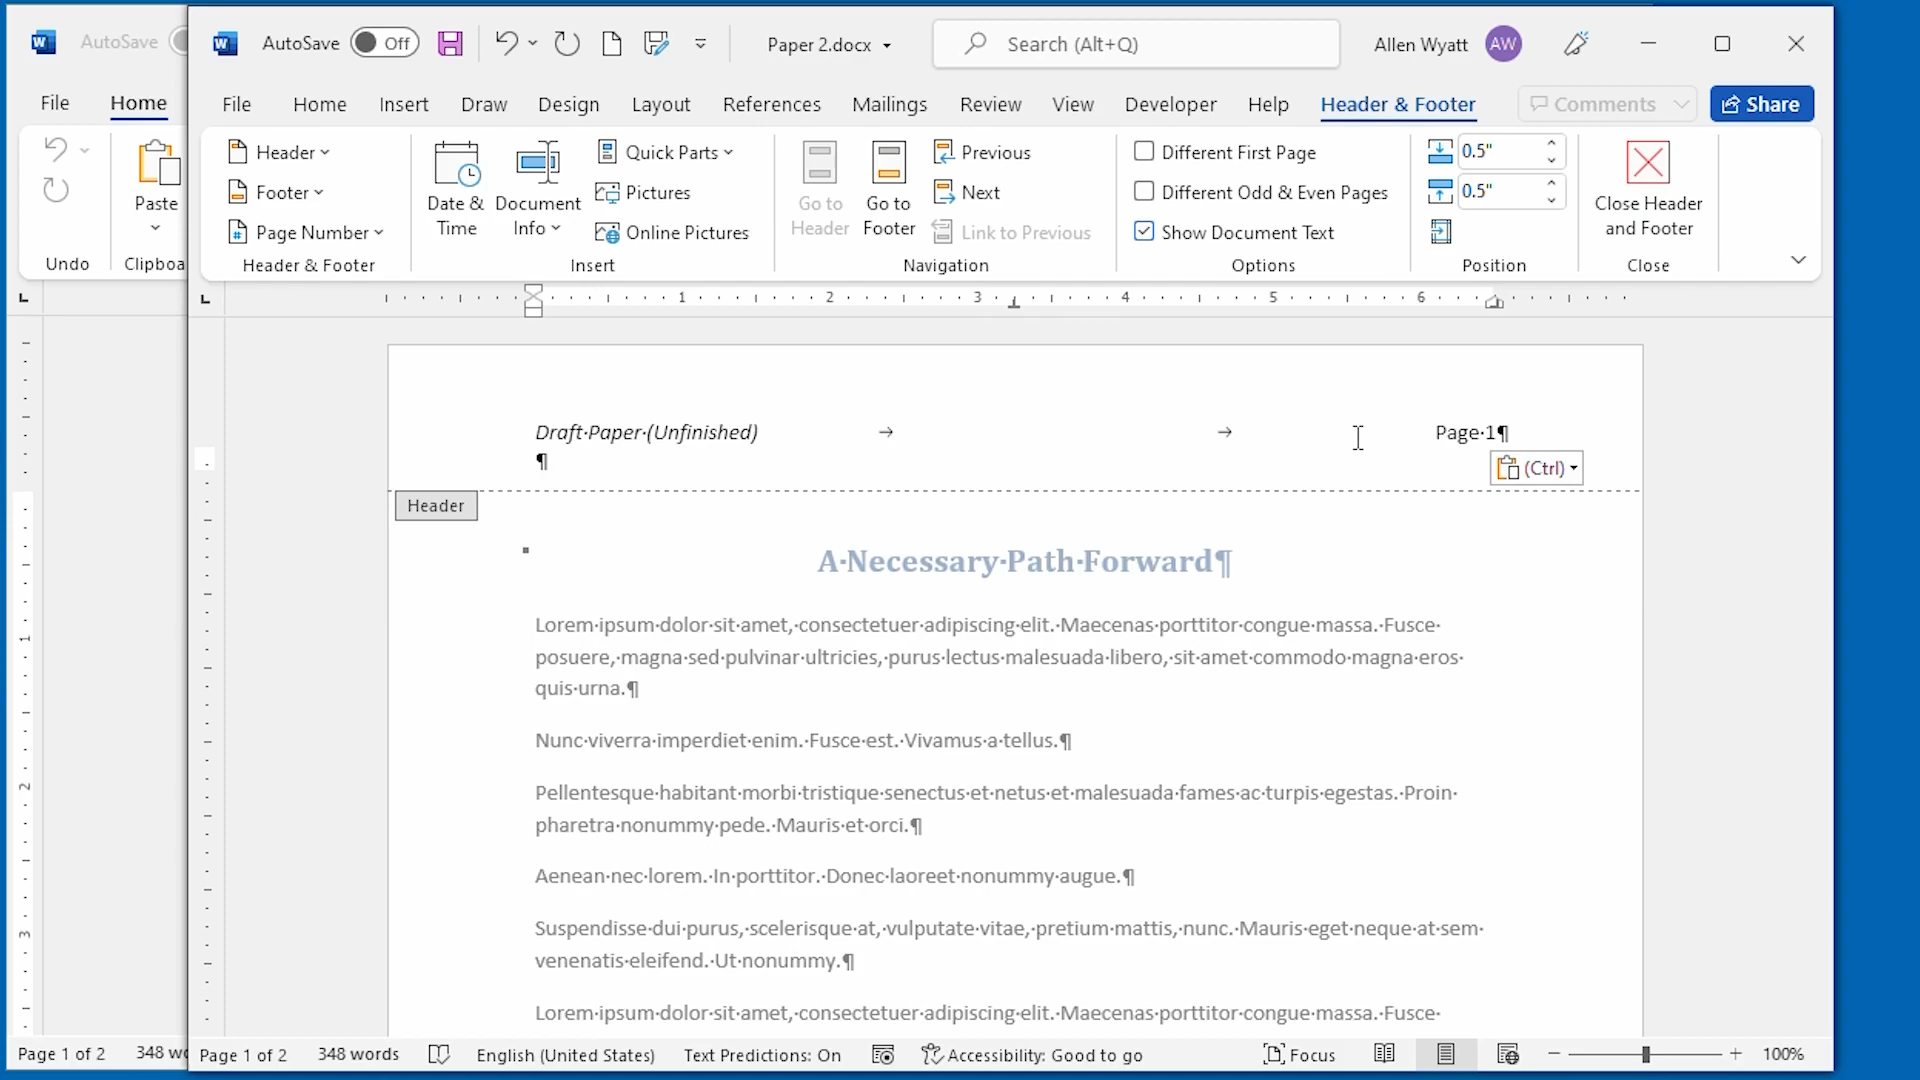 AutoSave
File Home
Undo
Paste
Clipboa
1
2
3
Page 1 of 2
AutoSave Off Paper 2.docx Search (Alt+Q) Allen Wyatt AW
File Home Insert Draw Design Layout References Mailings Review View Developer Help Header & Footer Comments Share
Header
Footer
Page Number
Header & Footer
Date & Time
Document Info
Quick Parts
Pictures
Online Pictures
Insert
Go to Header
Go to Footer
Previous
Next
Link to Previous
Navigation
Different First Page
Different Odd & Even Pages
Show Document Text
Options
0.5"
0.5"
Position
Close Header and Footer
Close
1 2 3 4 5 6
Draft·Paper·(Unfinished) → → Page·1¶
¶
(Ctrl)
Header
A·Necessary·Path·Forward¶
Lorem·ipsum·dolor·sit·amet,·consectetuer·adipiscing·elit.·Maecenas·porttitor·congue·massa.·Fusce·
posuere,·magna·sed·pulvinar·ultricies,·purus·lectus·malesuada·libero,·sit·amet·commodo·magna·eros·
quis·urna.¶
Nunc·viverra·imperdiet·enim.·Fusce·est.·Vivamus·a·tellus.¶
Pellentesque·habitant·morbi·tristique·senectus·et·netus·et·malesuada·fames·ac·turpis·egestas.·Proin·
pharetra·nonummy·pede.·Mauris·et·orci.¶
Aenean·nec·lorem.·In·porttitor.·Donec·laoreet·nonummy·augue.¶
Suspendisse·dui·purus,·scelerisque·at,·vulputate·vitae,·pretium·mattis,·nunc.·Mauris·eget·neque·at·sem·
venenatis·eleifend.·Ut·nonummy.¶
Lorem·ipsum·dolor·sit·amet,·consectetuer·adipiscing·elit.·Maecenas·porttitor·congue·massa.·Fusce·
348 wo Page 1 of 2 348 words English (United States) Text Predictions: On Accessibility: Good to go Focus 100%